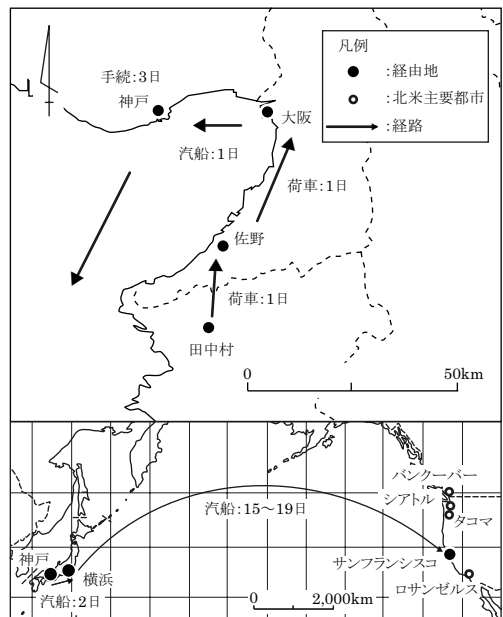 手続:3日
神戸
大阪
汽船:1日
荷車:1日
佐野
荷車:1日
田中村
凡例
:経由地
:北米主要都市
:経路
0 50km
バンクーバー
シアトル
タコマ
汽船:15〜19日
神戸
横浜
サンフランシスコ
ロサンゼルス
汽船:2日
0 2,000km